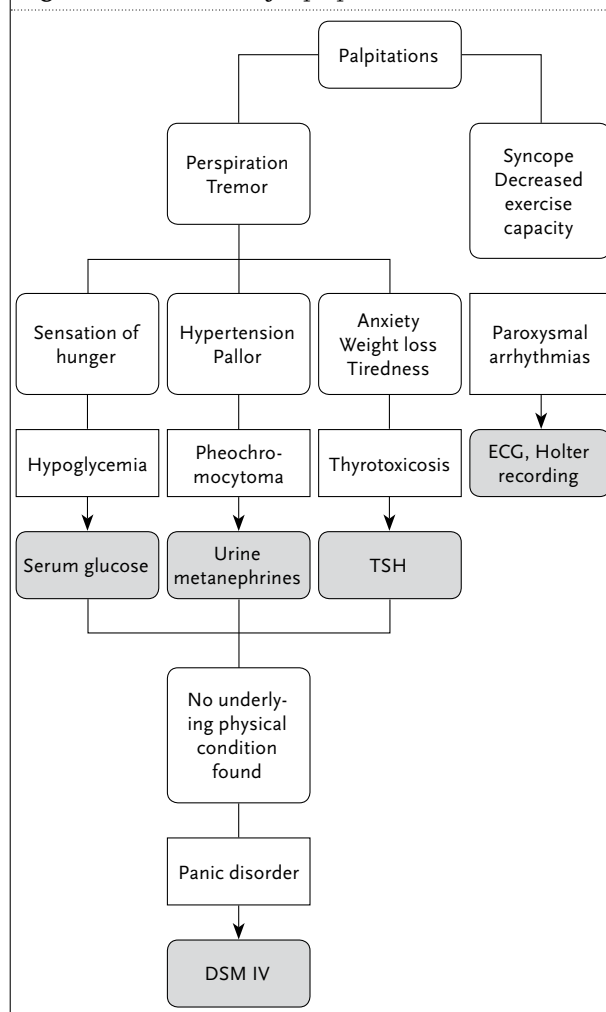 Palpitations
Perspiration
Tremor
Syncope
Decreased
exercise
capacity
Sensation of
hunger
Hypertension
Pallor
Anxiety
Weight loss
Tiredness
Paroxysmal
arrhythmias
Hypoglycemia
Pheochro-
mocytoma
Thyrotoxicosis
ECG, Holter
recording
Serum glucose
Urine
metanephrines
TSH
No underly-
ing physical
condition
found
Panic disorder
DSM IV